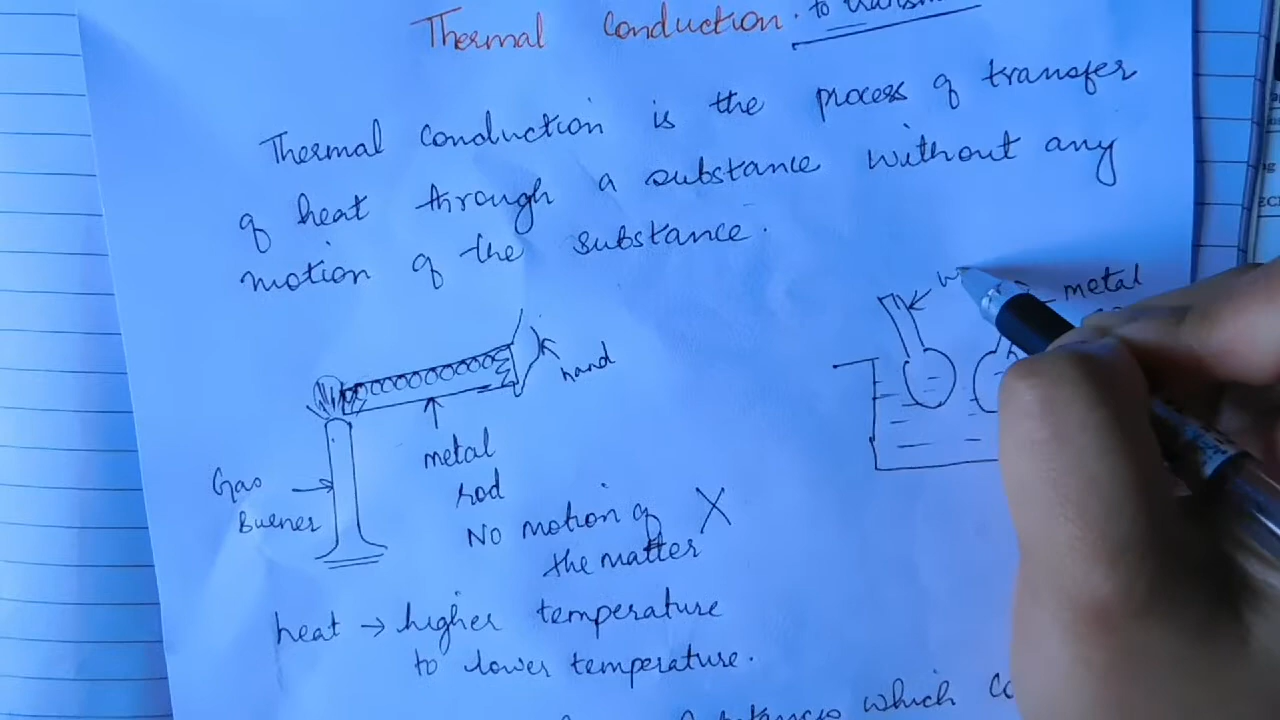 Thermal Conduction. to
Thermal Conduction is the process of transfer
of heat through a substance without any
motion of the substance.
metal
hand
metal
rod
Gas
Burner
No motion of X
the matter
heat → higher temperature
to lower temperature.
which